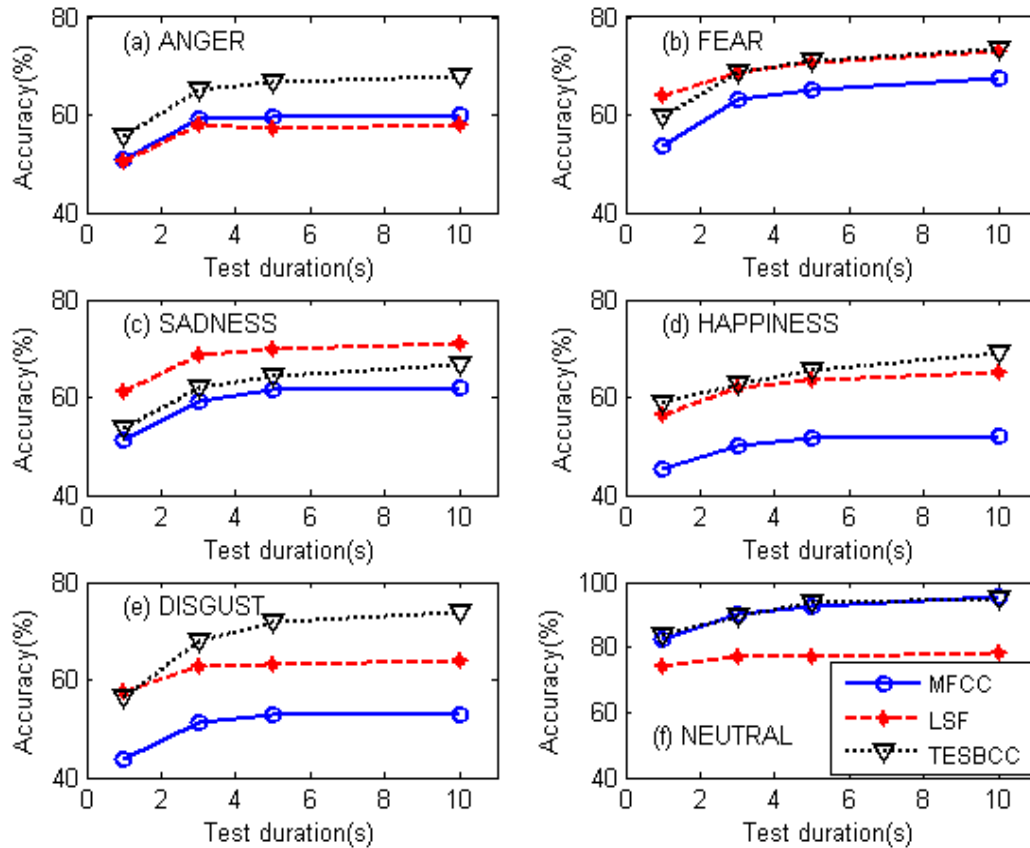 80
60
40
(a) ANGER
Accuracy(%)
0 2 4 6 8 10
Test duration(s)
80
60
40
(b) FEAR
Accuracy(%)
0 2 4 6 8 10
Test duration(s)
80
60
40
(c) SADNESS
Accuracy(%)
0 2 4 6 8 10
Test duration(s)
80
60
40
(d) HAPPINESS
Accuracy(%)
0 2 4 6 8 10
Test duration(s)
80
60
40
(e) DISGUST
Accuracy(%)
0 2 4 6 8 10
Test duration(s)
100
80
60
40
(f) NEUTRAL
Accuracy(%)
MFCC
LSF
TESBCC
0 2 4 6 8 10
Test duration(s)